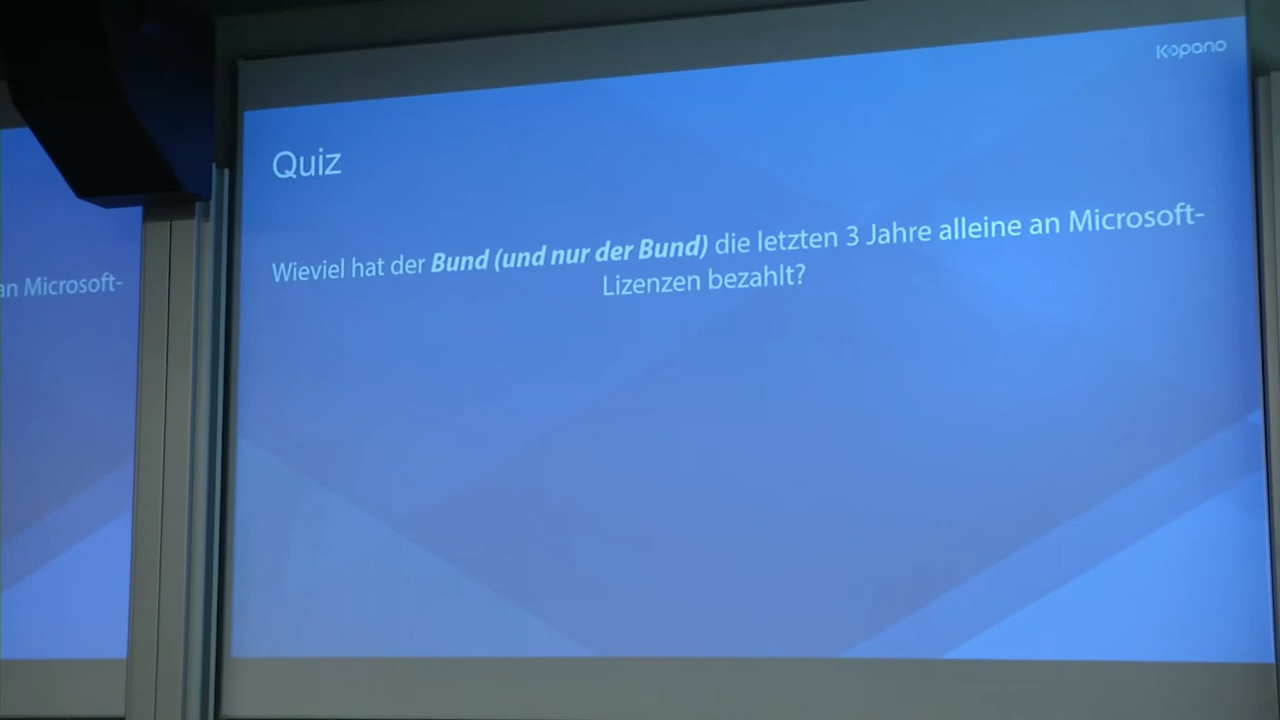 Kopano
Quiz
Wieviel hat der Bund (und nur der Bund) die letzten 3 Jahre alleine an Microsoft-
Lizenzen bezahlt?
an Microsoft-